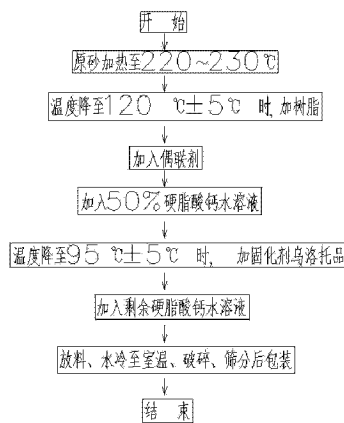 开 始
原砂加热至220~230℃
温度降至120 ℃±5℃ 时,加树脂
加入偶联剂
加入50%硬脂酸钙水溶液
温度降至95 ℃±5℃ 时, 加固化剂乌洛托品
加入剩余硬脂酸钙水溶液
放料、水冷至室温、破碎、筛分后包装
结 束